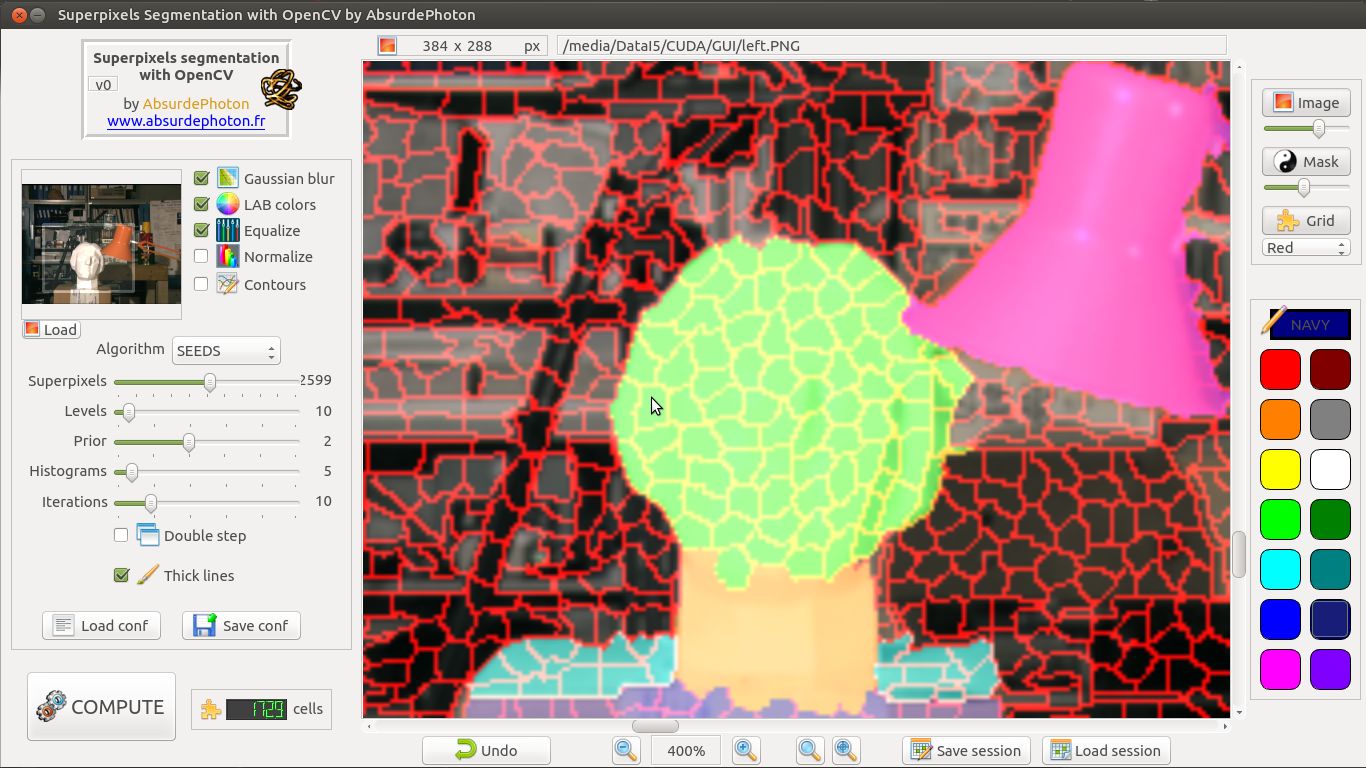 Superpixels Segmentation with OpenCV by AbsurdePhoton
Superpixels segmentation
with OpenCV
v0
by AbsurdePhoton
www.absurdephoton.fr
384 x 288 px
/media/DataI5/CUDA/GUI/left.PNG
Gaussian blur
LAB colors
Equalize
Normalize
Contours
Load
Algorithm SEEDS
Superpixels 2599
Levels 10
Prior 2
Histograms 5
Iterations 10
Double step
Thick lines
Load conf Save conf
COMPUTE 1729 cells
Undo 400% Save session Load session
Image
Mask
Grid
Red
NAVY